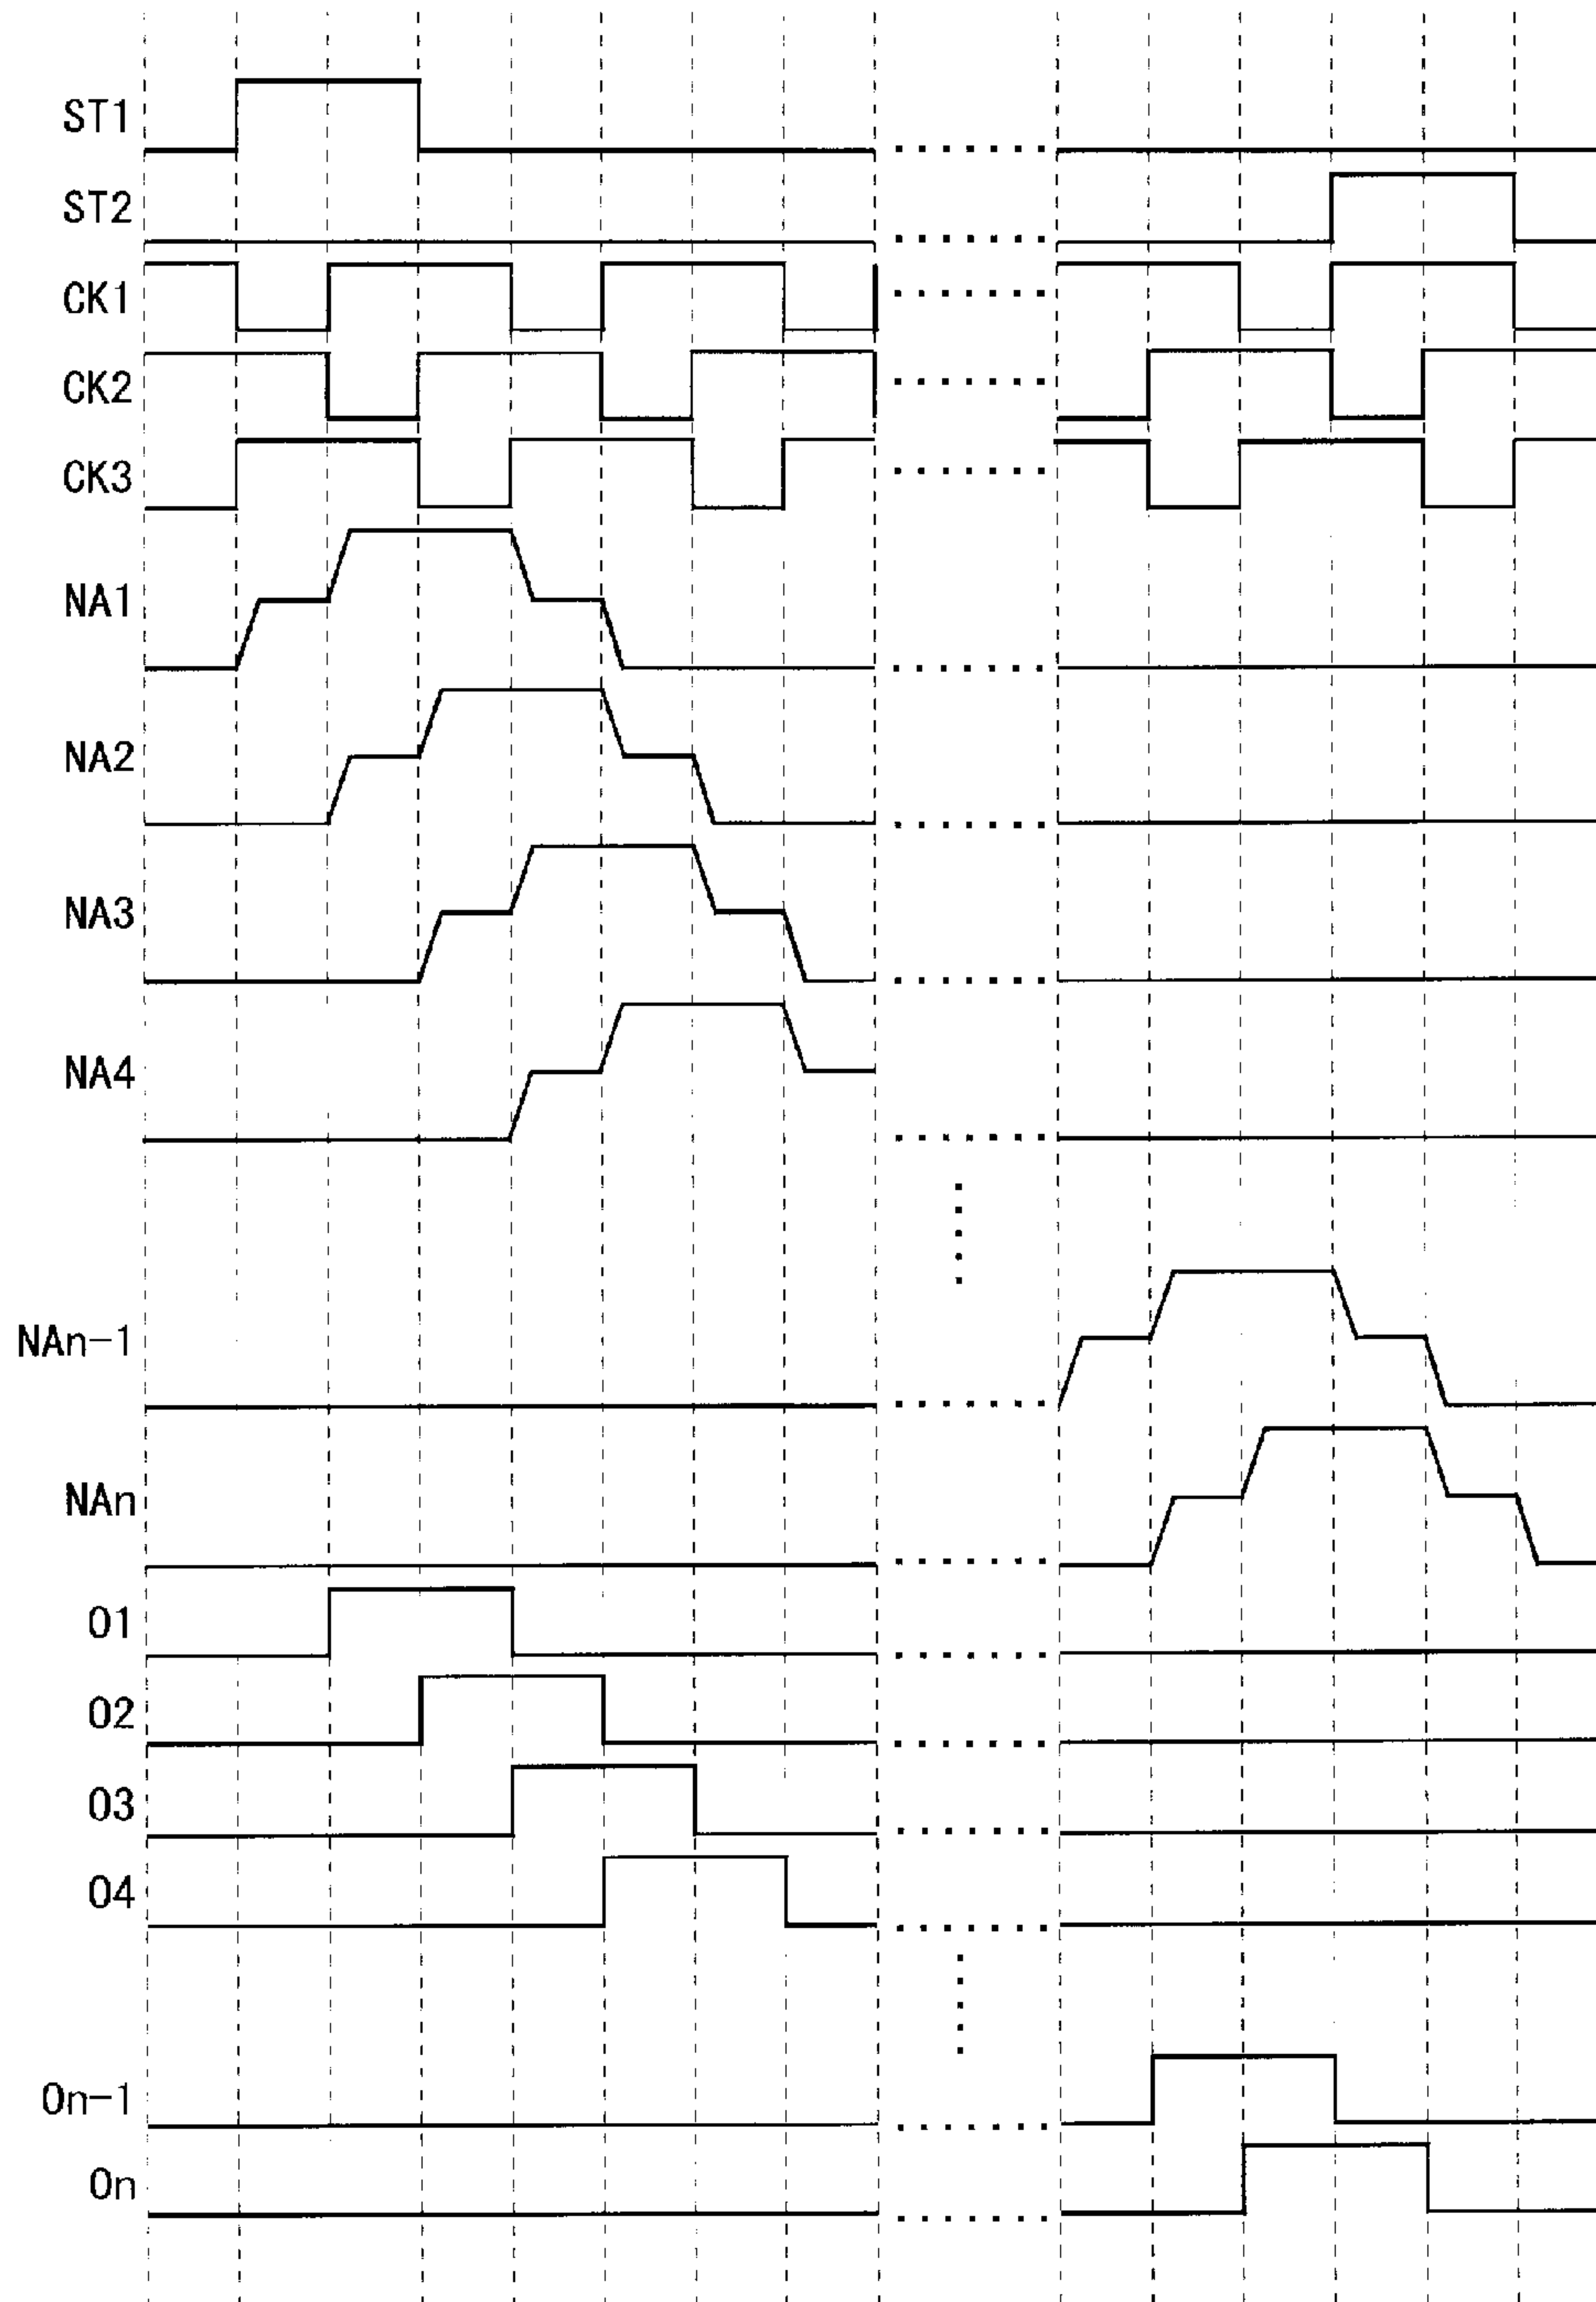 ST1
ST2
CK1
CK2
CK3
NA1
NA2
NA3
NA4
NAn-1
NAn
O1
O2
O3
O4
On-1
On